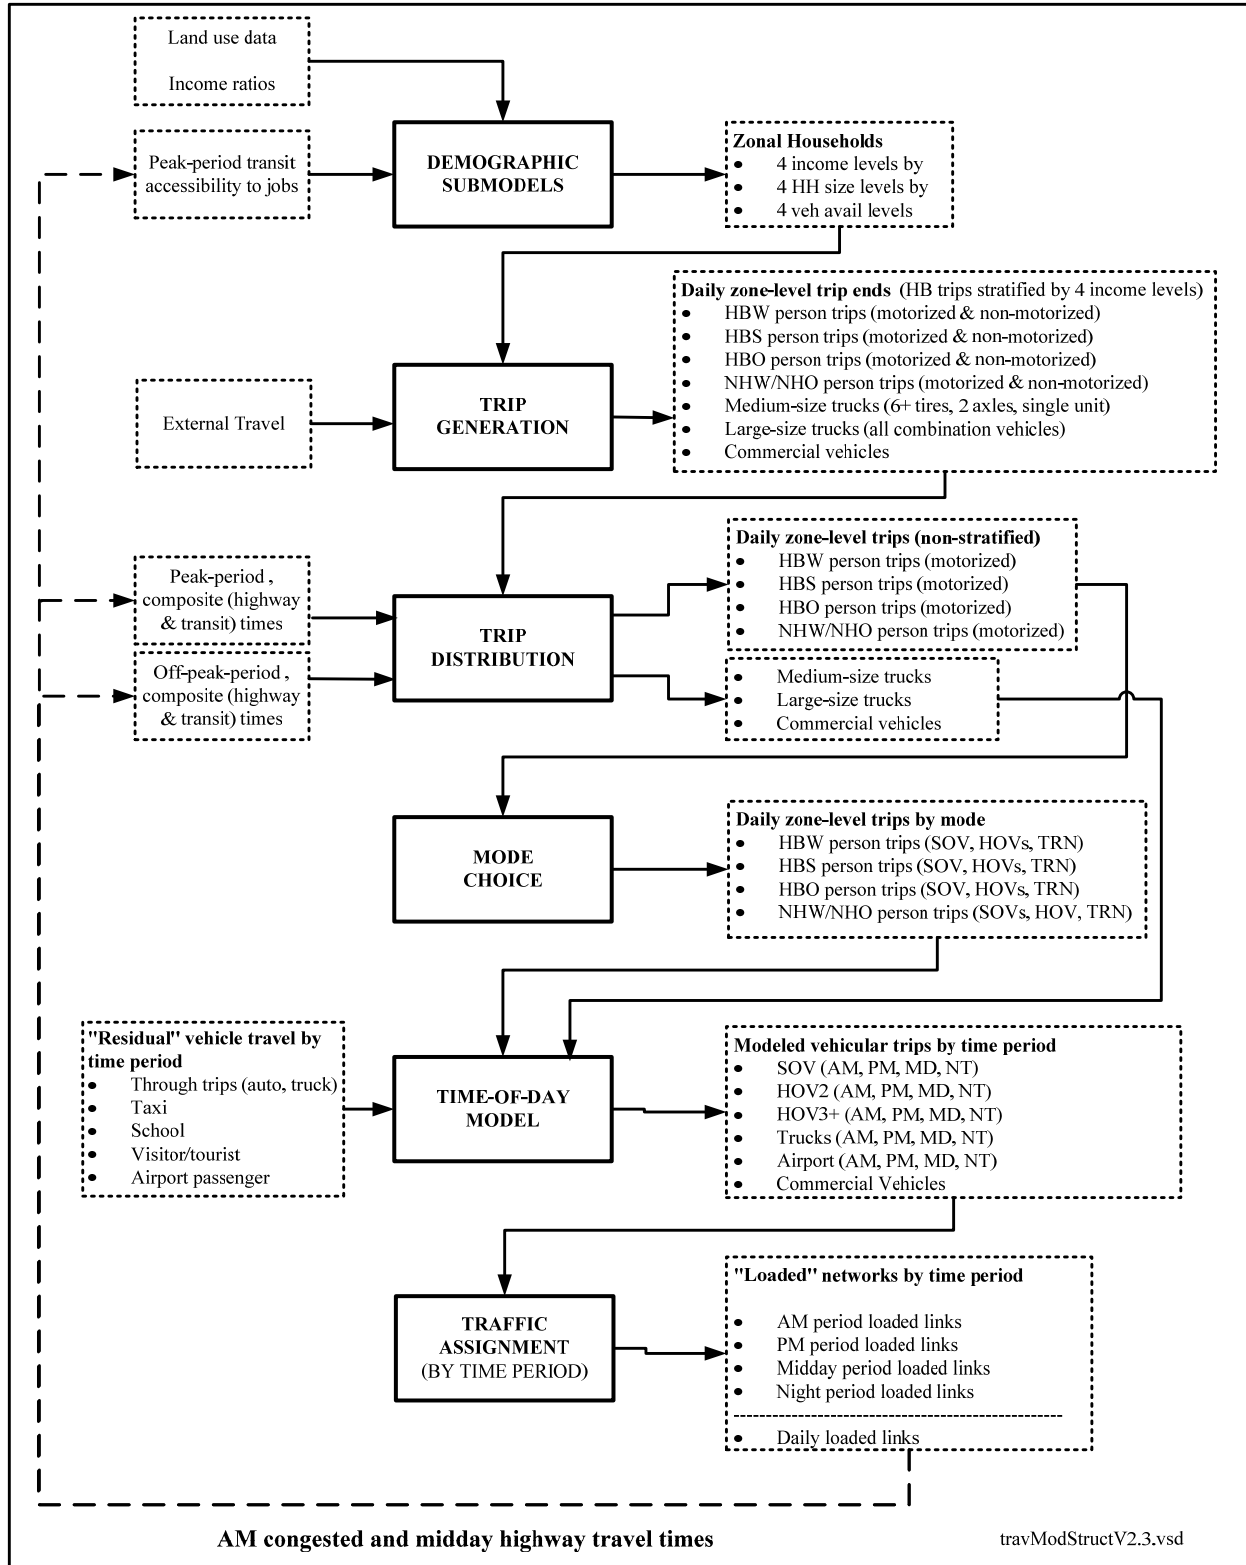 Land use data
Income ratios
Peak-period transit
accessibility to jobs
DEMOGRAPHIC
SUBMODELS
Zonal Households
● 4 income levels by
● 4 HH size levels by
● 4 veh avail levels
Daily zone-level trip ends (HB trips stratified by 4 income levels)
● HBW person trips (motorized & non-motorized)
● HBS person trips (motorized & non-motorized)
● HBO person trips (motorized & non-motorized)
● NHW/NHO person trips (motorized & non-motorized)
● Medium-size trucks (6+ tires, 2 axles, single unit)
● Large-size trucks (all combination vehicles)
● Commercial vehicles
External Travel
TRIP
GENERATION
Peak-period ,
composite (highway
& transit) times
Off-peak-period ,
composite (highway
& transit) times
TRIP
DISTRIBUTION
Daily zone-level trips (non-stratified)
● HBW person trips (motorized)
● HBS person trips (motorized)
● HBO person trips (motorized)
● NHW/NHO person trips (motorized)
● Medium-size trucks
● Large-size trucks
● Commercial vehicles
MODE
CHOICE
Daily zone-level trips by mode
● HBW person trips (SOV, HOVs, TRN)
● HBS person trips (SOV, HOVs, TRN)
● HBO person trips (SOV, HOVs, TRN)
● NHW/NHO person trips (SOVs, HOV, TRN)
"Residual" vehicle travel by
time period
● Through trips (auto, truck)
● Taxi
● School
● Visitor/tourist
● Airport passenger
TIME-OF-DAY
MODEL
Modeled vehicular trips by time period
● SOV (AM, PM, MD, NT)
● HOV2 (AM, PM, MD, NT)
● HOV3+ (AM, PM, MD, NT)
● Trucks (AM, PM, MD, NT)
● Airport (AM, PM, MD, NT)
● Commercial Vehicles
TRAFFIC
ASSIGNMENT
(BY TIME PERIOD)
"Loaded" networks by time period
● AM period loaded links
● PM period loaded links
● Midday period loaded links
● Night period loaded links
● Daily loaded links
AM congested and midday highway travel times
travModStructV2.3.vsd